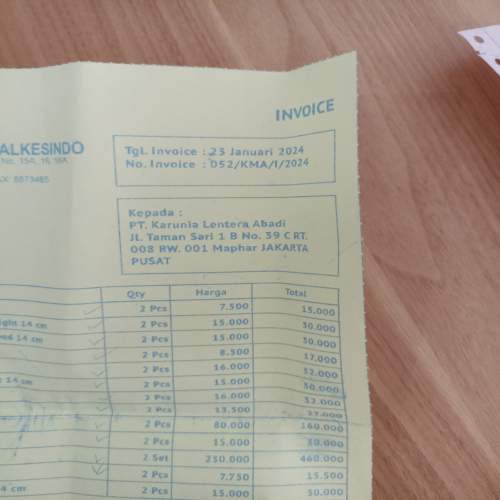 INVOICE
ALKESINDO
No. 15A, 16, 16A
AX: 8873465
Tgl. Invoice : 23 Januari 2024
No. Invoice : 052/KMA/I/2024
Kepada :
PT. Karunia Lentera Abadi
JL. Taman Sari 1 B No. 39 C RT.
008 RW. 001 Maphar JAKARTA
PUSAT
Qty Harga Total
2 Pcs 7.500 15.000
ight 14 cm 2 Pcs 15.000 30.000
ved 14 cm 2 Pcs 15.000 30.000
2 Pcs 8.500 17.000
2 Pcs 16.000 32.000
14 cm 2 Pcs 15.000 30.000
2 Pcs 16.000 32.000
2 Pcs 13.500 27.000
2 Pcs 80.000 160.000
2 Pcs 15.000 30.000
2 Set 230.000 460.000
2 Pcs 7.750 15.500
4 cm 2 Pcs 15.000 30.000